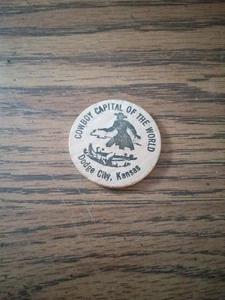 COWBOY CAPITAL OF THE WORLD
Dodge City, Kansas